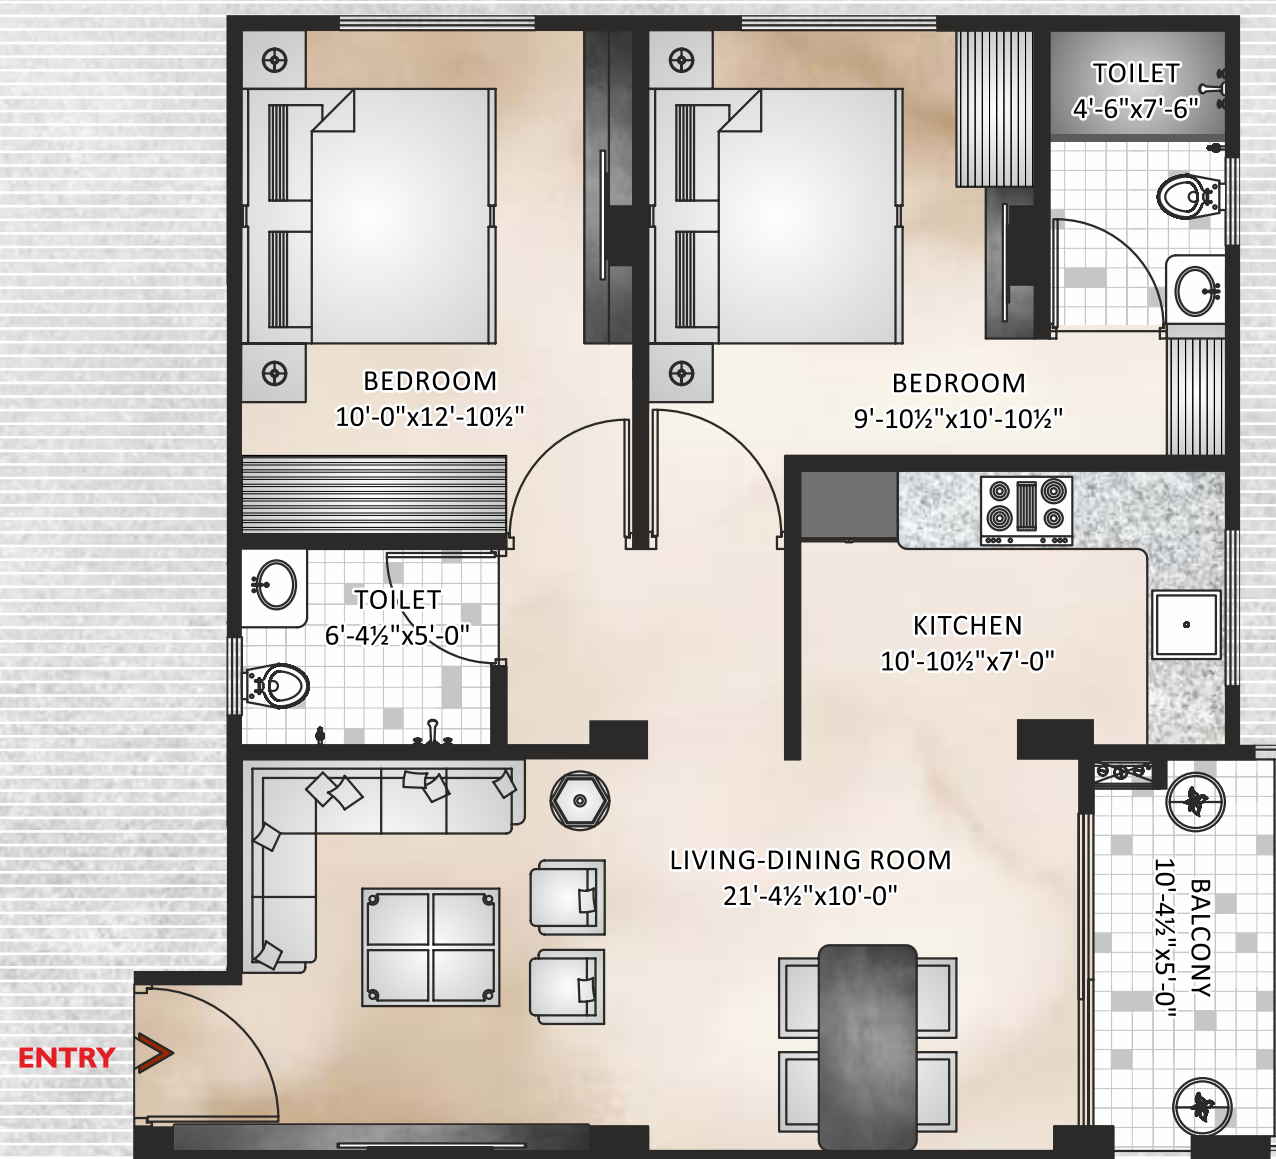 TOILET
4'-6"x7'-6"
BEDROOM
10'-0"x12'-10½"
BEDROOM
9'-10½"x10'-10½"
TOILET
6'-4½"x5'-0"
KITCHEN
10'-10½"x7'-0"
LIVING-DINING ROOM
21'-4½"x10'-0"
BALCONY
10'-4½"x5'-0"
ENTRY